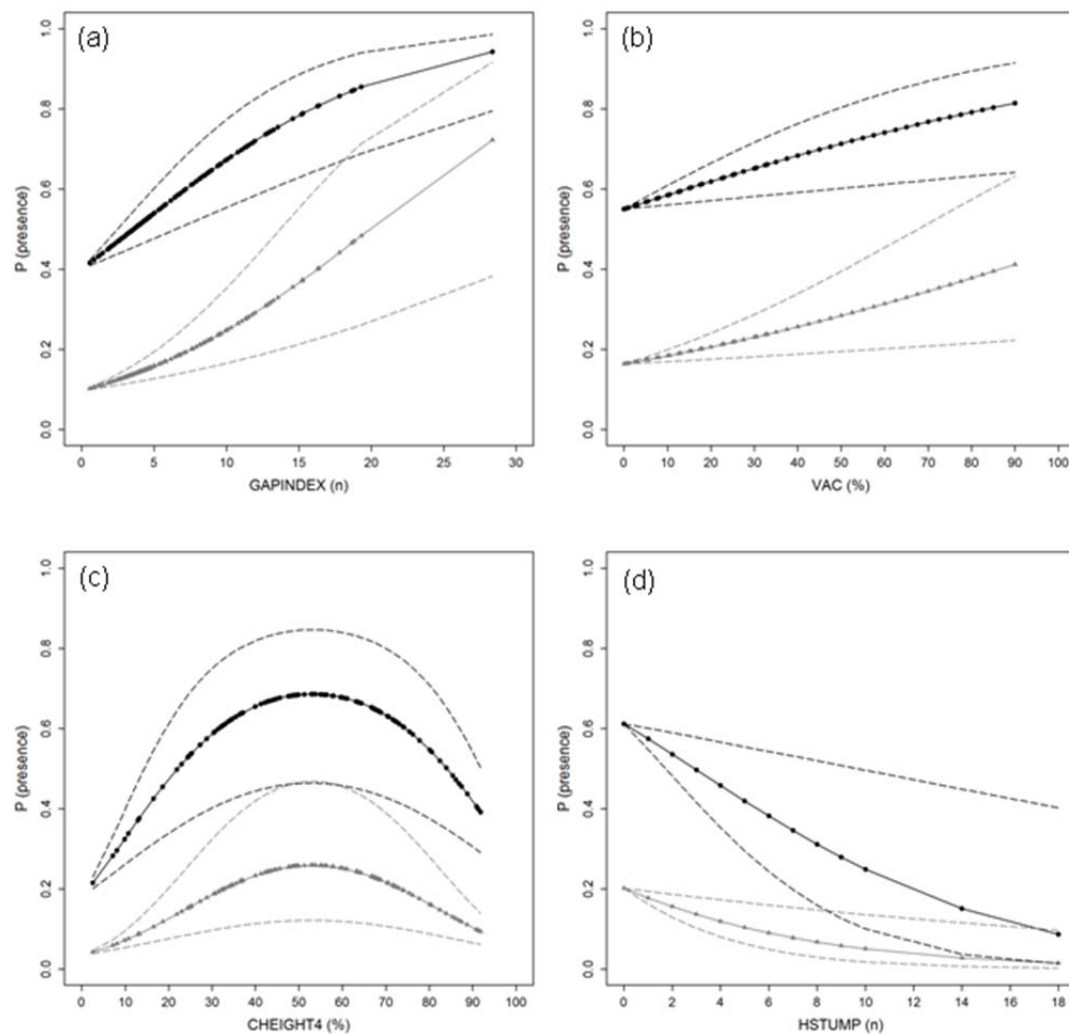 (a)
P (presence)
1.0
0.8
0.6
0.4
0.2
0.0
0 5 10 15 20 25 30
GAPINDEX (n)
(b)
P (presence)
1.0
0.8
0.6
0.4
0.2
0.0
0 10 20 30 40 50 60 70 80 90 100
VAC (%)
(c)
P (presence)
1.0
0.8
0.6
0.4
0.2
0.0
0 10 20 30 40 50 60 70 80 90 100
CHEIGHT4 (%)
(d)
P (presence)
1.0
0.8
0.6
0.4
0.2
0.0
0 2 4 6 8 10 12 14 16 18
HSTUMP (n)